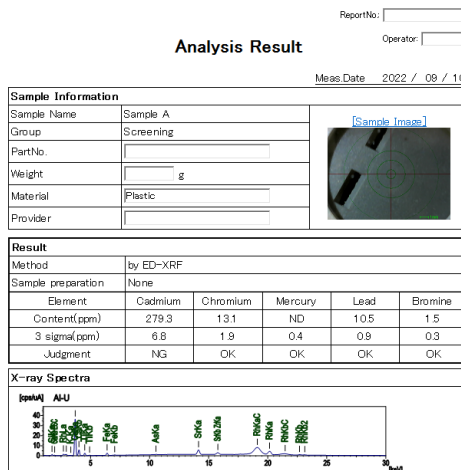 ReportNo.:
Operator:
Analysis Result
Meas.Date 2022 / 09 / 10
Sample Information
Sample Name Sample A
Group Screening
PartNo.
Weight g
Material Plastic
Provider
[Sample Image]
Result
Method by ED-XRF
Sample preparation None
Element Cadmium Chromium Mercury Lead Bromine
Content(ppm) 279.3 13.1 ND 10.5 1.5
3 sigma(ppm) 6.8 1.9 0.4 0.9 0.3
Judgment NG OK OK OK OK
X-ray Spectra
[cps/uA] Al-U
40
30
20
10
0
FeKa FeKb AsKa SrKa RhKaC RhKa RhKbC
5 10 15 20 25 30